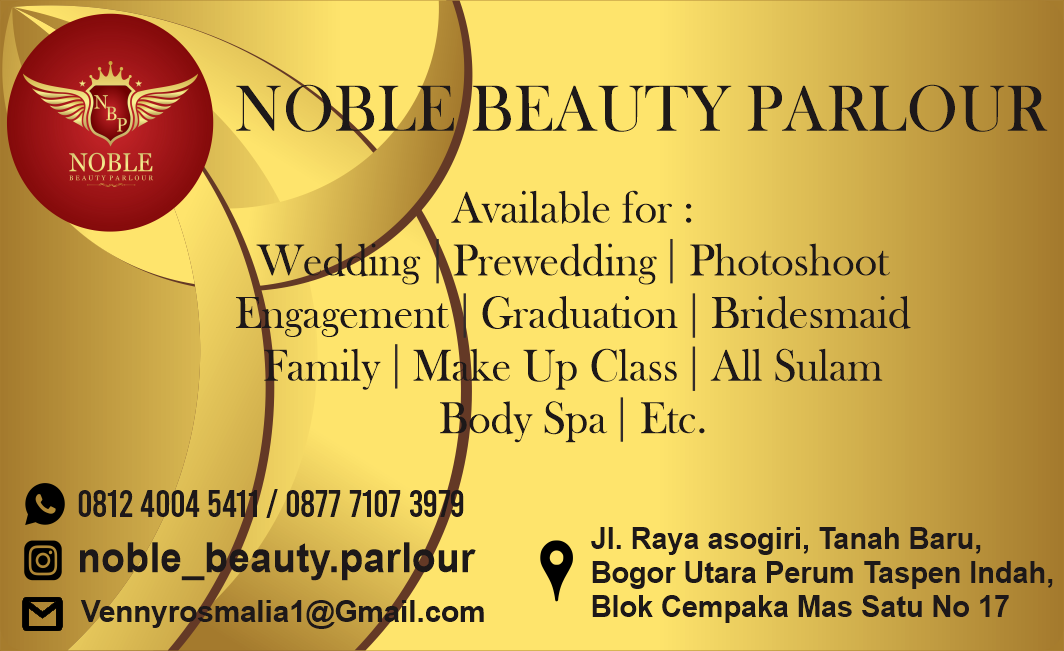 NBP
NOBLE
BEAUTY PARLOUR
NOBLE BEAUTY PARLOUR
Available for :
Wedding | Prewedding | Photoshoot
Engagement | Graduation | Bridesmaid
Family | Make Up Class | All Sulam
Body Spa | Etc.
0812 4004 5411 / 0877 7107 3979
noble_beauty.parlour
Vennyrosmalia1@Gmail.com
Jl. Raya asogiri, Tanah Baru,
Bogor Utara Perum Taspen Indah,
Blok Cempaka Mas Satu No 17